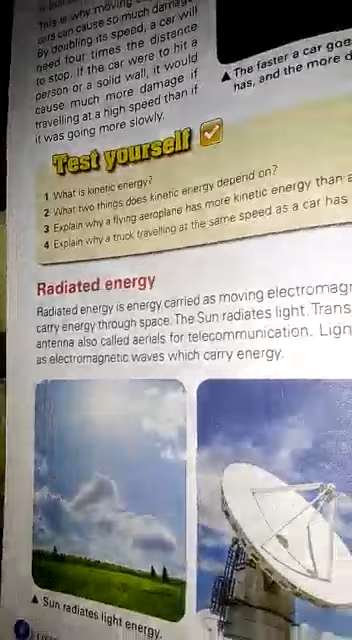 This is why moving
cars can cause so much damage
By doubling its speed, a car will
need four times the distance
to stop. If the car were to hit a
person or a solid wall, it would
cause much more damage if
travelling at a high speed than if
it was going more slowly.
▲ The faster a car goe
has, and the more d
Test yourself
1 What is kinetic energy?
2 What two things does kinetic energy depend on?
3 Explain why a flying aeroplane has more kinetic energy than a
4 Explain why a truck travelling at the same speed as a car has
Radiated energy
Radiated energy is energy carried as moving electromagn
carry energy through space. The Sun radiates light. Trans
antenna also called aerials for telecommunication. Lign
as electromagnetic waves which carry energy.
▲ Sun radiates light energy.